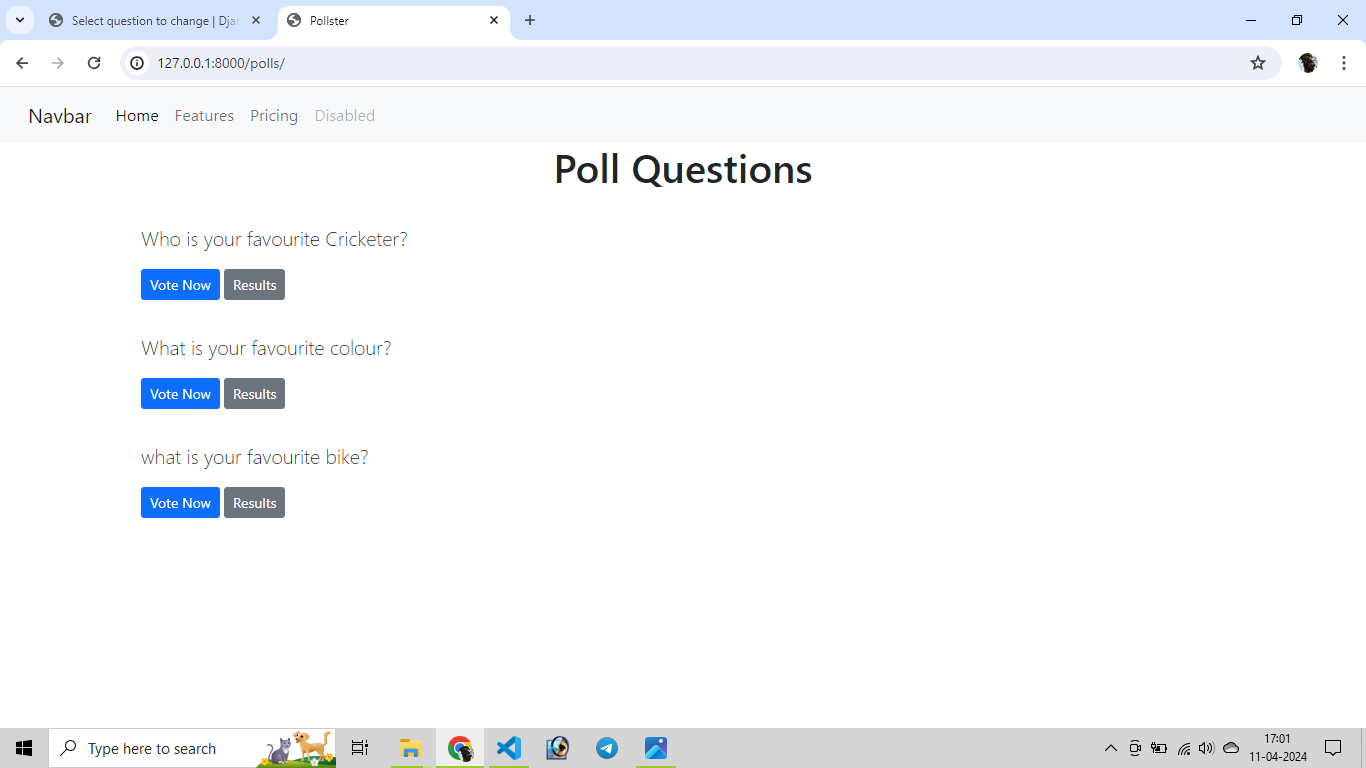 Select question to change | Dja
Pollster
127.0.0.1:8000/polls/
Navbar Home Features Pricing Disabled
Poll Questions
Who is your favourite Cricketer?
Vote Now Results
What is your favourite colour?
Vote Now Results
what is your favourite bike?
Vote Now Results
Type here to search
17:01
11-04-2024